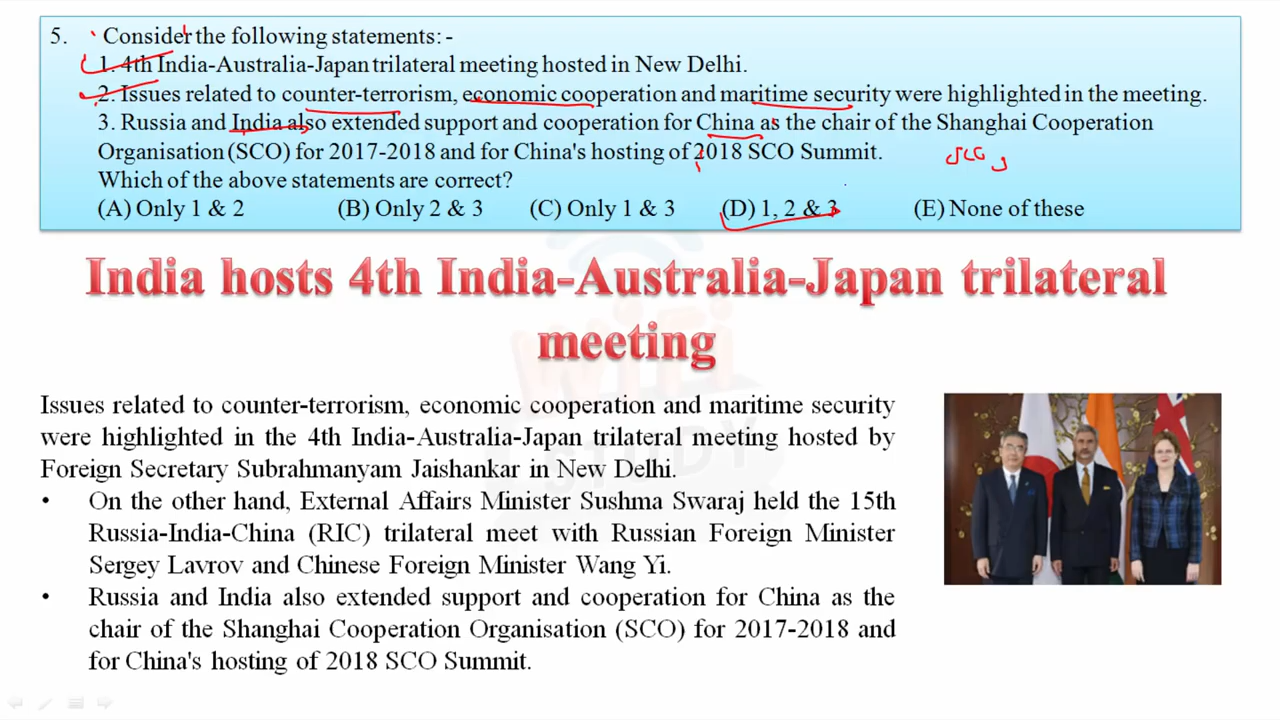 5. Consider the following statements: -
1. 4th India-Australia-Japan trilateral meeting hosted in New Delhi.
2. Issues related to counter-terrorism, economic cooperation and maritime security were highlighted in the meeting.
3. Russia and India also extended support and cooperation for China as the chair of the Shanghai Cooperation
Organisation (SCO) for 2017-2018 and for China's hosting of 2018 SCO Summit.
SCO
Which of the above statements are correct?
(A) Only 1 & 2 (B) Only 2 & 3 (C) Only 1 & 3 (D) 1, 2 & 3 (E) None of these
India hosts 4th India-Australia-Japan trilateral
meeting
WiFi
STUDY
Issues related to counter-terrorism, economic cooperation and maritime security
were highlighted in the 4th India-Australia-Japan trilateral meeting hosted by
Foreign Secretary Subrahmanyam Jaishankar in New Delhi.
• On the other hand, External Affairs Minister Sushma Swaraj held the 15th
Russia-India-China (RIC) trilateral meet with Russian Foreign Minister
Sergey Lavrov and Chinese Foreign Minister Wang Yi.
• Russia and India also extended support and cooperation for China as the
chair of the Shanghai Cooperation Organisation (SCO) for 2017-2018 and
for China's hosting of 2018 SCO Summit.